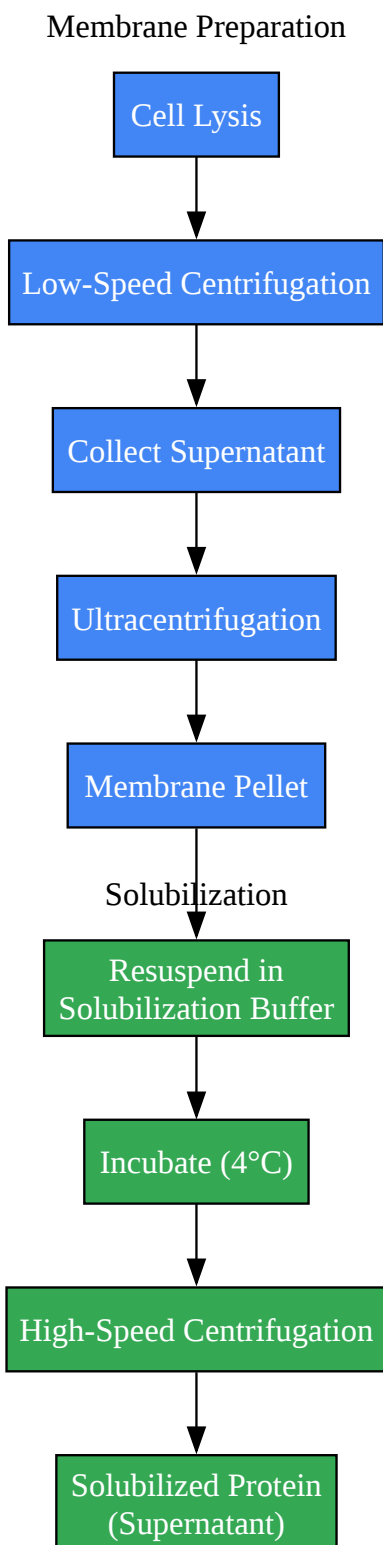 Membrane Preparation
Cell Lysis
Low-Speed Centrifugation
Collect Supernatant
Ultracentrifugation
Membrane Pellet
Solubilization
Resuspend in
Solubilization Buffer
Incubate (4°C)
High-Speed Centrifugation
Solubilized Protein
(Supernatant)